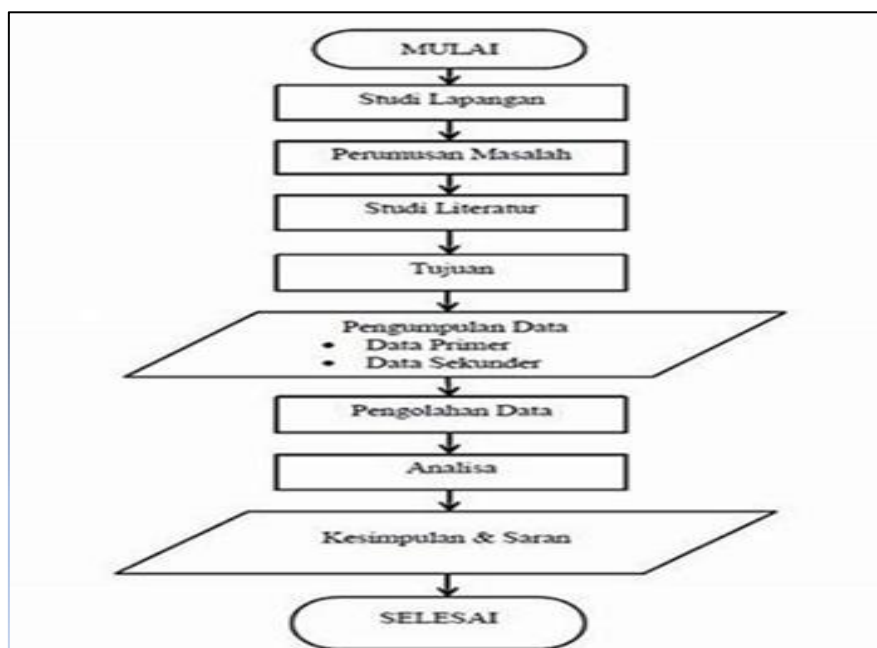 MULAI
Studi Lapangan
Perumusan Masalah
Studi Literatur
Tujuan
Pengumpulan Data
• Data Primer
• Data Sekunder
Pengolahan Data
Analisa
Kesimpulan & Saran
SELESAI